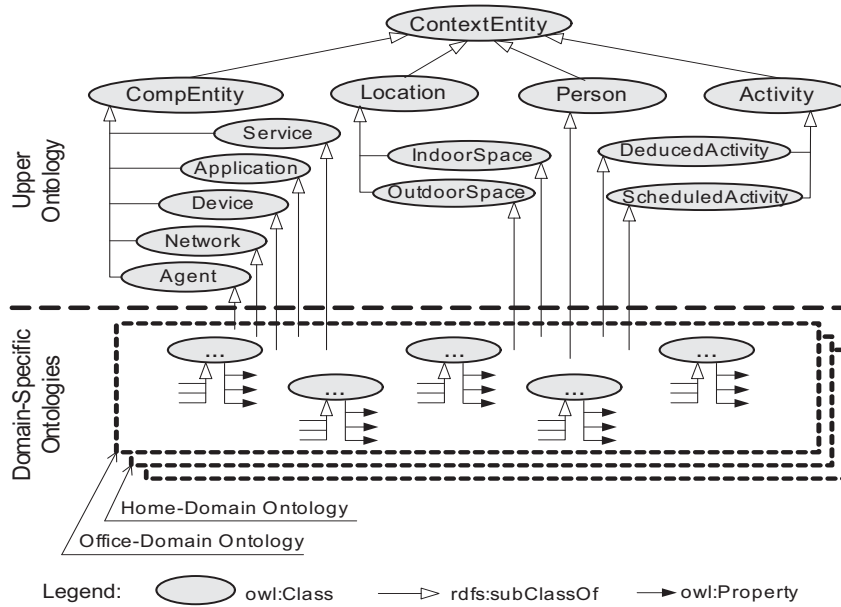 ContextEntity
CompEntity
Location
Person
Activity
Service
Application
Device
Network
Agent
IndoorSpace
OutdoorSpace
DeducedActivity
ScheduledActivity
Upper
Ontology
Domain-Specific
Ontologies
...
...
...
...
...
Home-Domain Ontology
Office-Domain Ontology
Legend:
owl:Class
rdfs:subClassOf
owl:Property